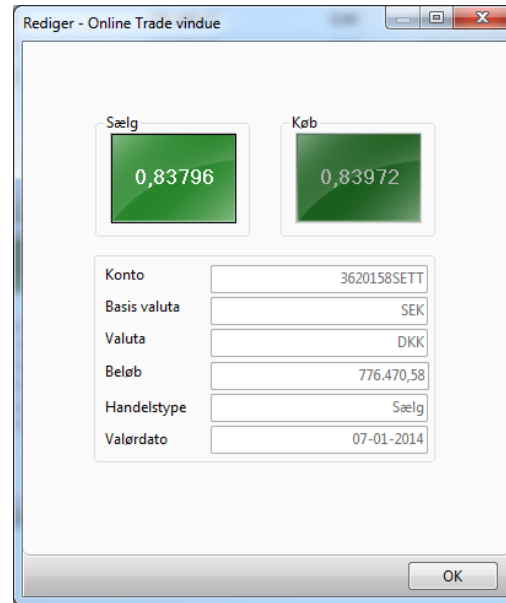 Rediger - Online Trade vindue
Sælg Køb
0,83796 0,83972
Konto 3620158SETT
Basis valuta SEK
Valuta DKK
Beløb 776.470,58
Handelstype Sælg
Valørdato 07-01-2014
OK